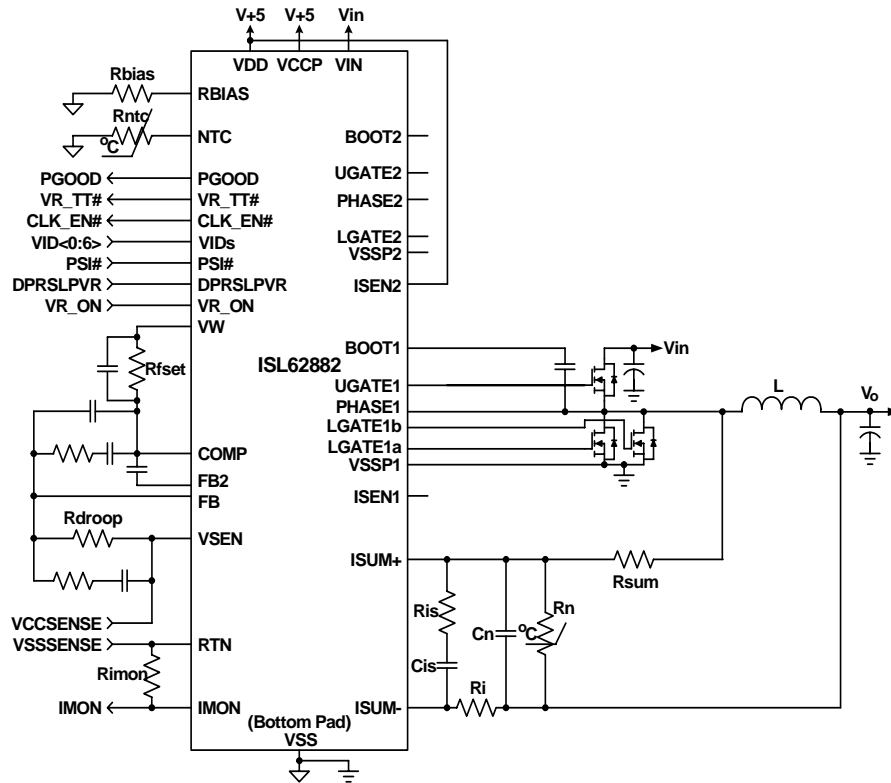 V+5 V+5 Vin
VDD VCCP VIN
Rbias
RBIAS
Rntc
°C
NTC
BOOT2
UGATE2
PGOOD PGOOD
VR_TT# VR_TT#
PHASE2
CLK_EN# CLK_EN#
LGATE2
VID<0:6> VIDs
VSSP2
PSI# PSI#
DPRSLPVR DPRSLPVR
ISEN2
VR_ON VR_ON
VW
BOOT1
Vin
ISL62882
Rfset
UGATE1
L
Vo
PHASE1
LGATE1b
LGATE1a
COMP
VSSP1
FB2
FB
ISEN1
Rdroop
VSEN
ISUM+
Rsum
Ris
Rn
Cn
°C
VCCSENSE
VSSSENSE RTN
Cis
Rimon
Ri
IMON IMON
ISUM-
(Bottom Pad)
VSS